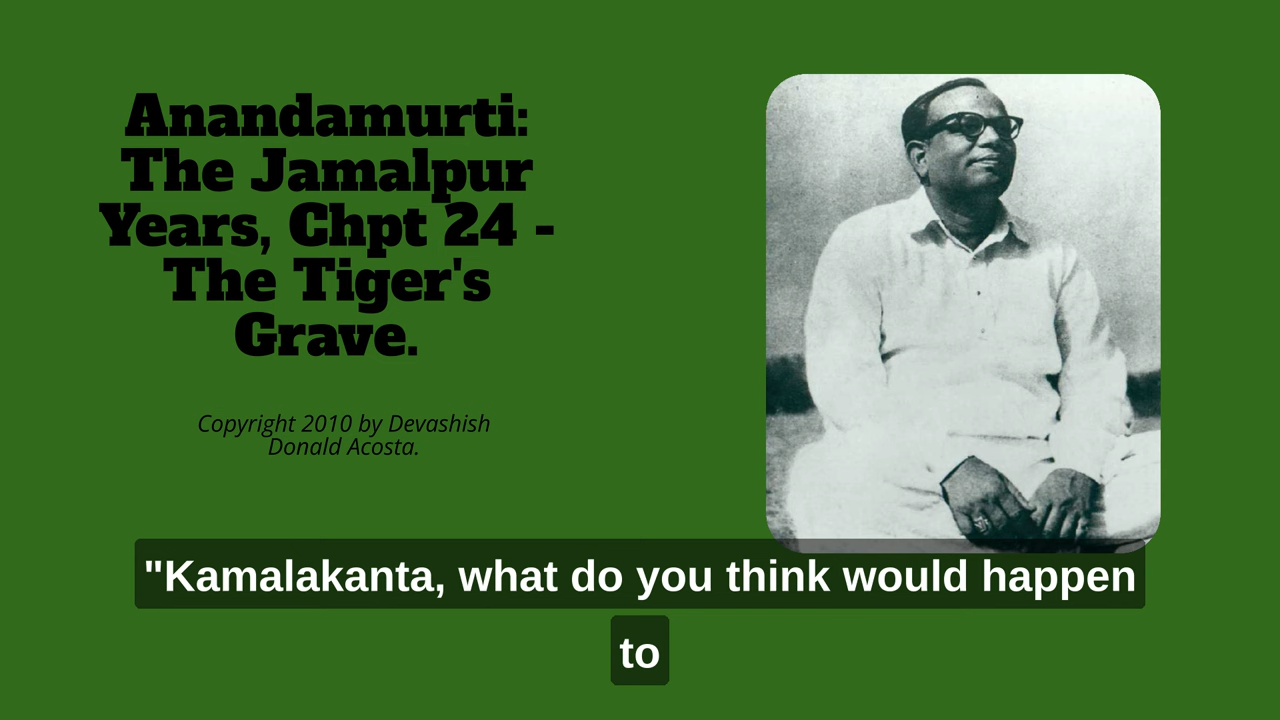 Anandamurti:
The Jamalpur
Years, Chpt 24 -
The Tiger's
Grave.
Copyright 2010 by Devashish
Donald Acosta.
"Kamalakanta, what do you think would happen
to